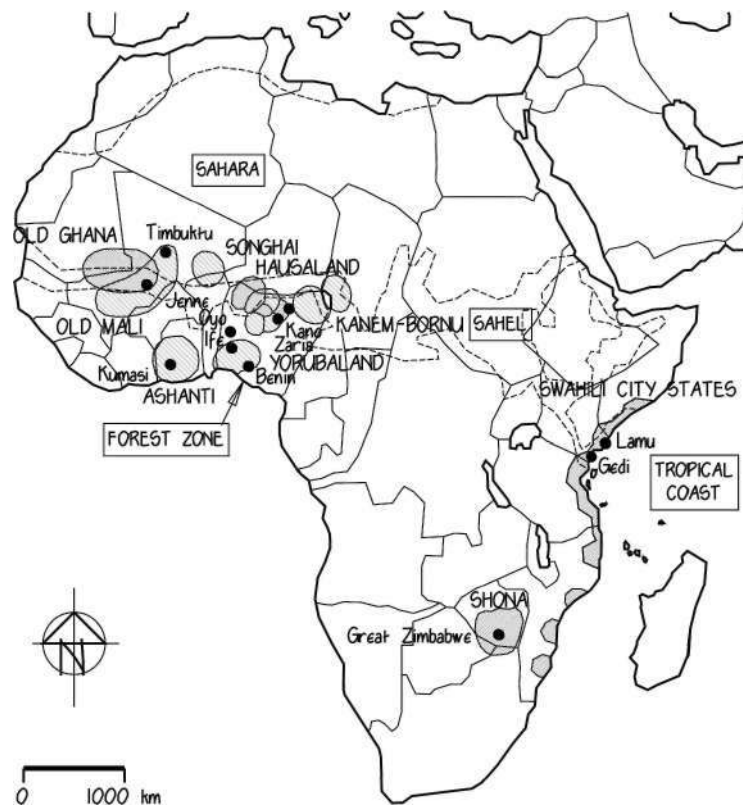 SAHARA
OLD GHANA
Timbuktu
SONGHAI
HAUSALAND
Jenne
OLD MALI
Oyo
Kano
KANEM-BORNU
SAHEL
Ife
Zaria
YORUBALAND
Kumasi
Benin
ASHANTI
SWAHILI CITY STATES
FOREST ZONE
Lamu
Gedi
TROPICAL
COAST
SHONA
Great Zimbabwe
N
0 1000 km